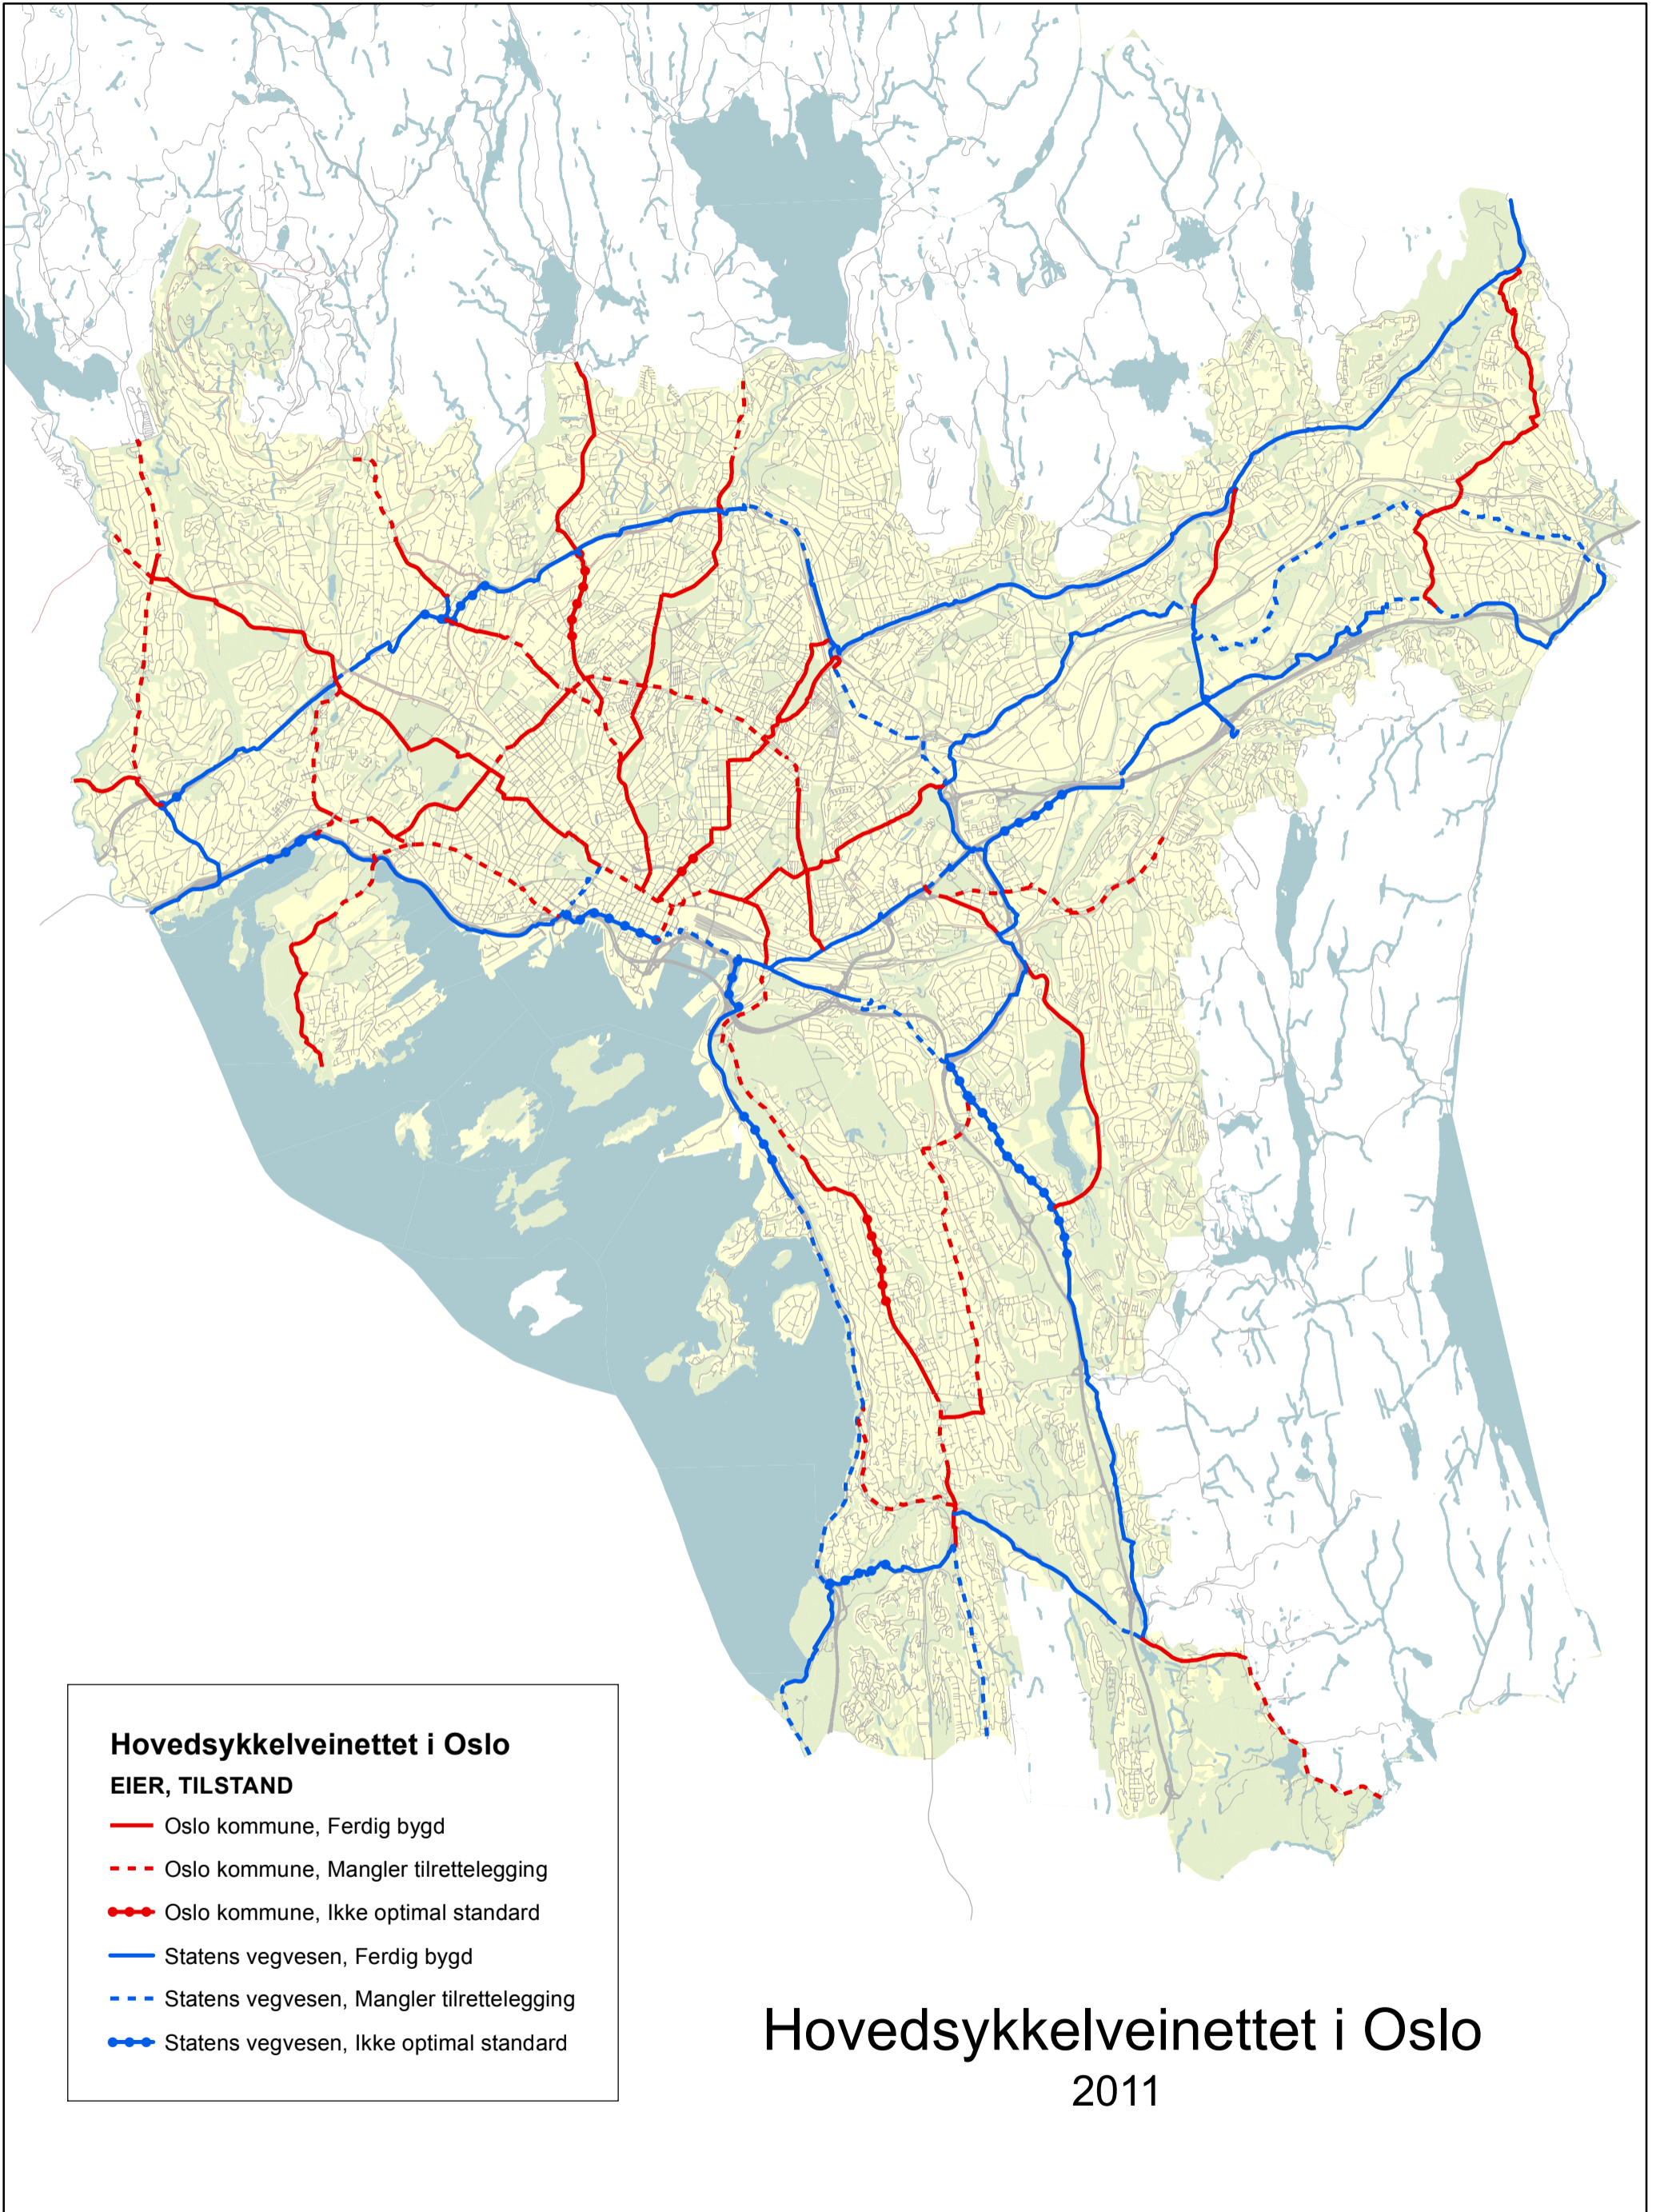 Hovedsykkelveinettet i Oslo
EIER, TILSTAND
Oslo kommune, Ferdig bygd
Oslo kommune, Mangler tilrettelegging
Oslo kommune, Ikke optimal standard
Statens vegvesen, Ferdig bygd
Statens vegvesen, Mangler tilrettelegging
Statens vegvesen, Ikke optimal standard
Hovedsykkelveinettet i Oslo
2011